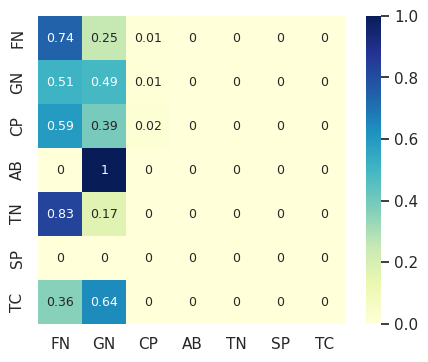 FN 0.74 0.25 0.01 0 0 0 0
GN 0.51 0.49 0.01 0 0 0 0
CP 0.59 0.39 0.02 0 0 0 0
AB 0 1 0 0 0 0 0
TN 0.83 0.17 0 0 0 0 0
SP 0 0 0 0 0 0 0
TC 0.36 0.64 0 0 0 0 0
FN GN CP AB TN SP TC
1.0
0.8
0.6
0.4
0.2
0.0